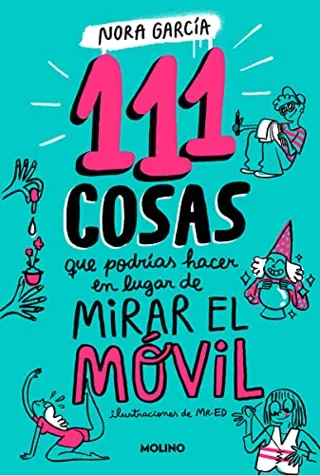 NORA GARCÍA
111
COSAS
que podrías hacer
en lugar de
MIRAR EL
MÓVIL
ilustraciones de MR·ED
MOLINO